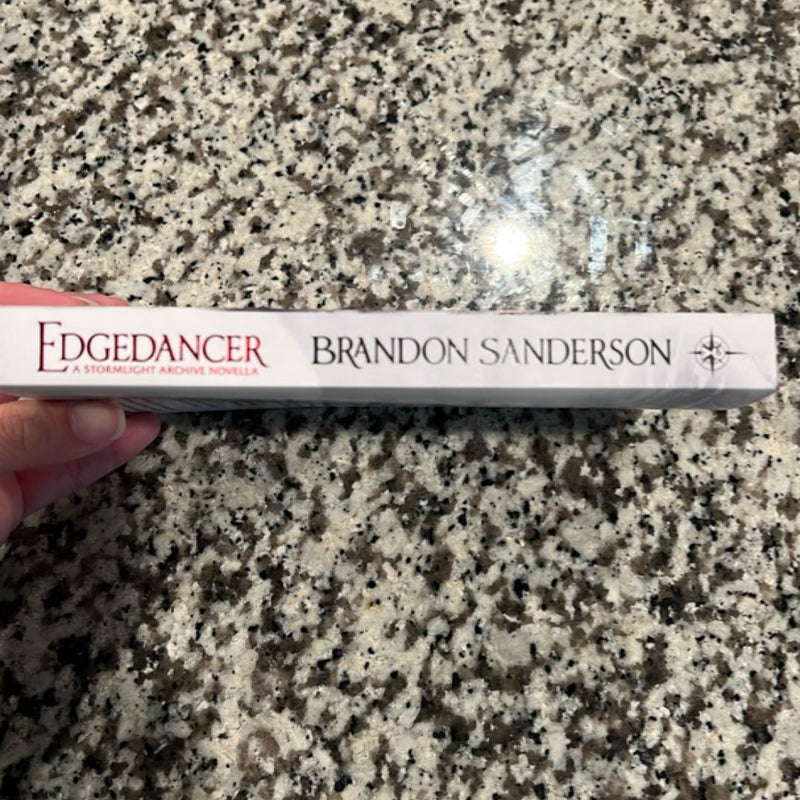 EDGEDANCER
A STORMLIGHT ARCHIVE NOVELLA
BRANDON SANDERSON